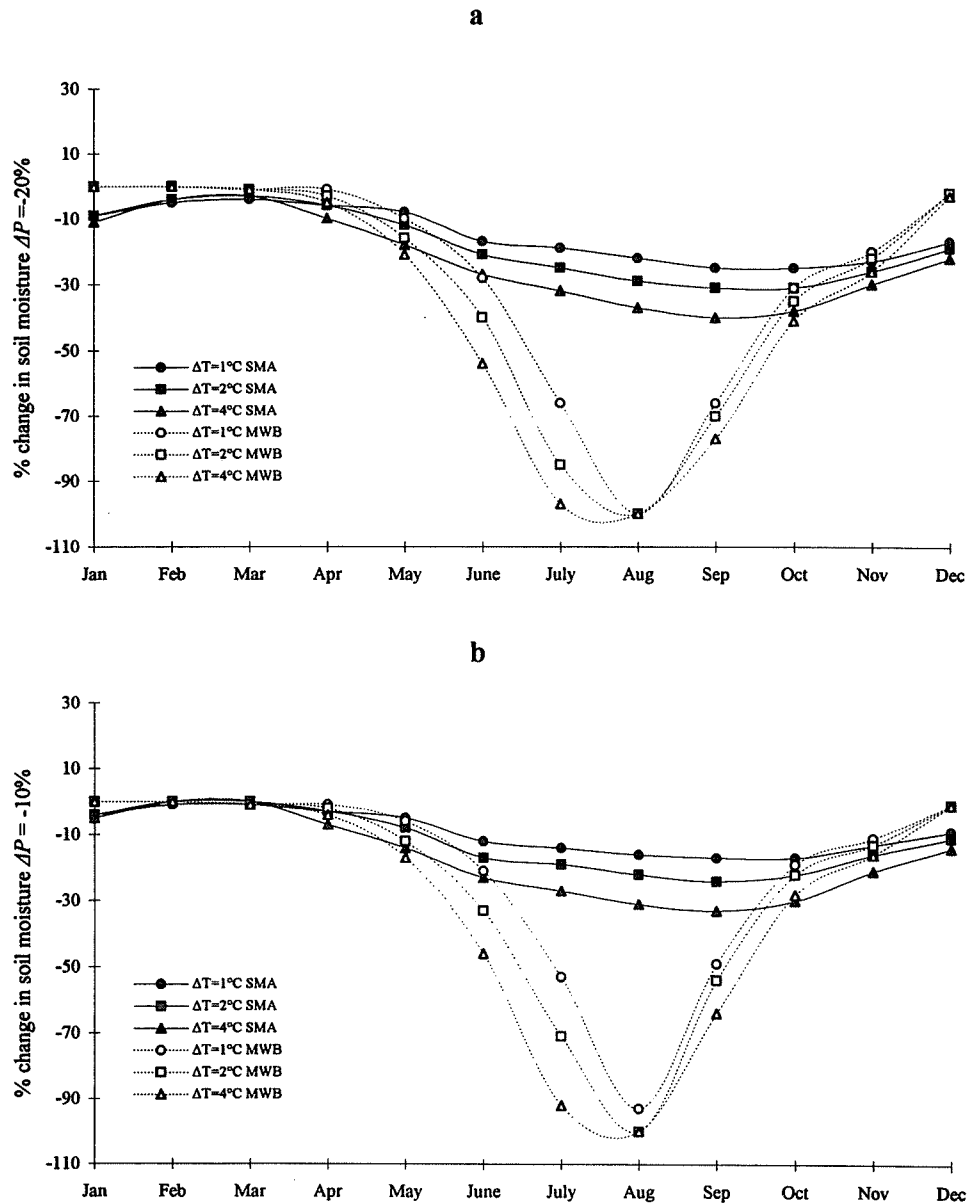 a
% change in soil moisture ΔP=-20%
30
10
-10
-30
-50
-70
-90
-110
ΔT=1°C SMA
ΔT=2°C SMA
ΔT=4°C SMA
ΔT=1°C MWB
ΔT=2°C MWB
ΔT=4°C MWB
Jan Feb Mar Apr May June July Aug Sep Oct Nov Dec
b
% change in soil moisture ΔP = -10%
30
10
-10
-30
-50
-70
-90
-110
ΔT=1°C SMA
ΔT=2°C SMA
ΔT=4°C SMA
ΔT=1°C MWB
ΔT=2°C MWB
ΔT=4°C MWB
Jan Feb Mar Apr May June July Aug Sep Oct Nov Dec